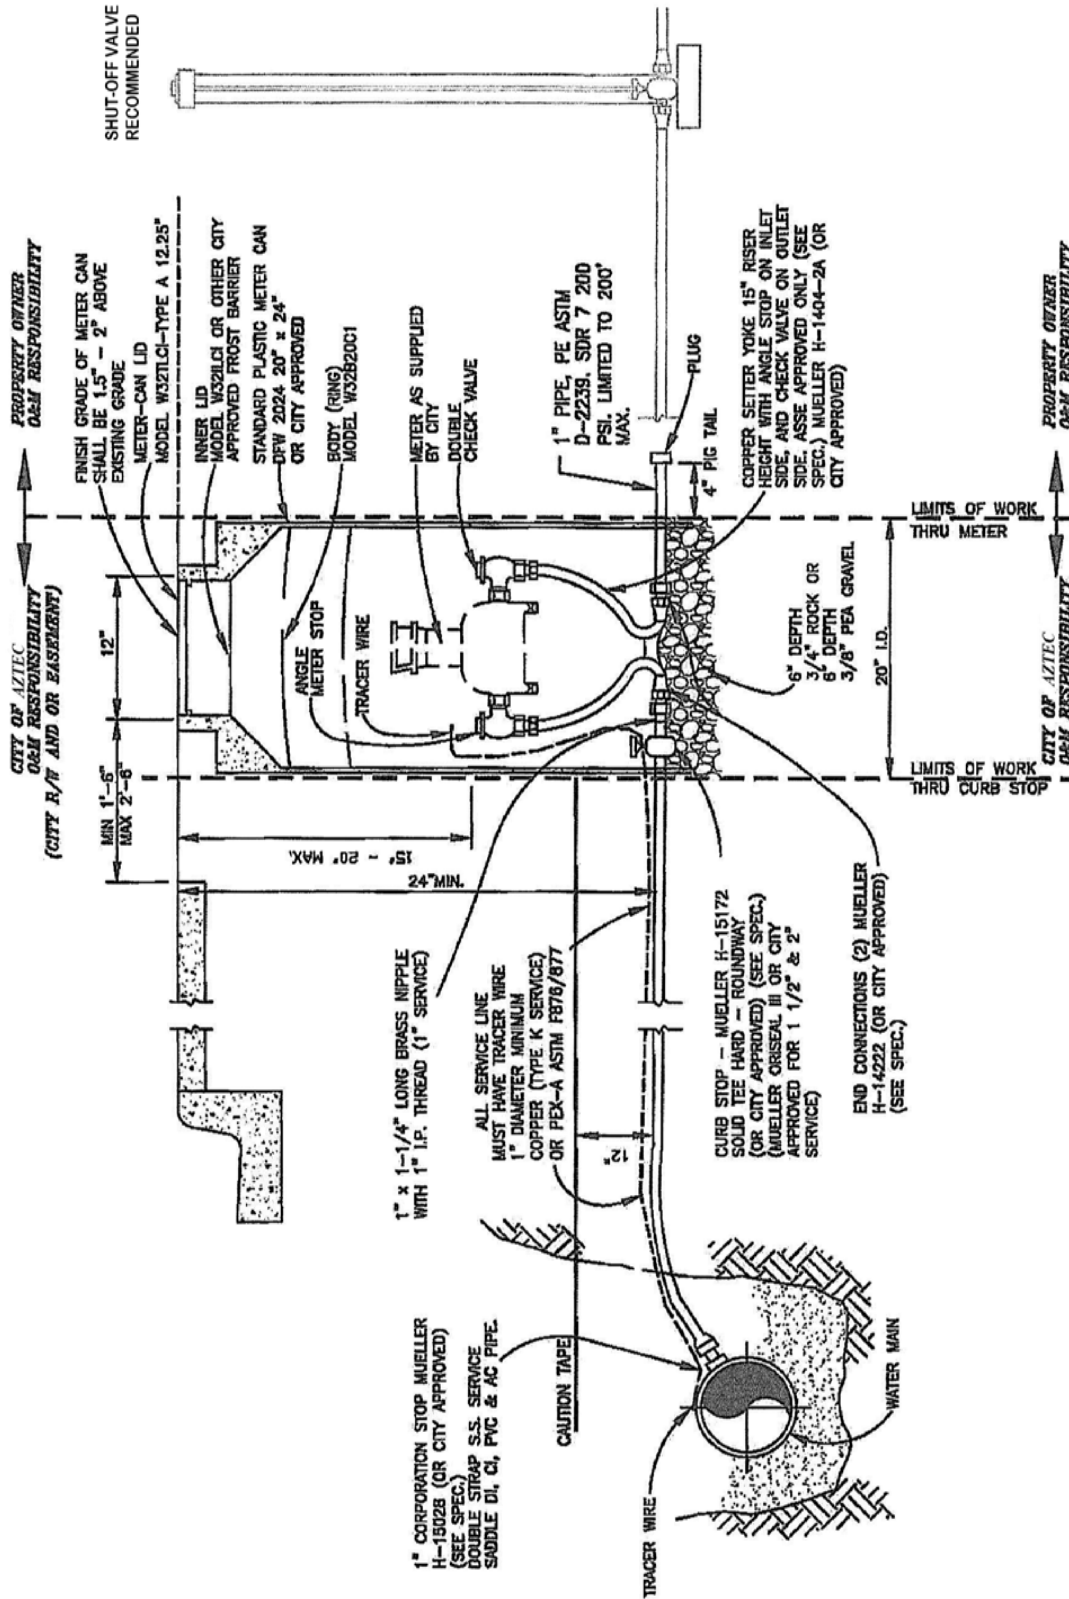 SHUT-OFF VALVE
RECOMMENDED
PROPERTY OWNER
O&M RESPONSIBILITY
CITY OF AZTEC
O&M RESPONSIBILITY
(CITY R/W AND OR EASEMENT)
FINISH GRADE OF METER CAN
SHALL BE 1.5" - 2" ABOVE
EXISTING GRADE
METER-CAN LID
MODEL W32TLCI-TYPE A 12.25"
INNER LID
MODEL W32ILCI OR OTHER CITY
APPROVED FROST BARRIER
STANDARD PLASTIC METER CAN
DFW 2024 20" x 24"
OR CITY APPROVED
BODY (RING)
MODEL W32B20C1
METER AS SUPPLIED
BY CITY
DOUBLE
CHECK VALVE
1" PIPE, PE ASTM
D-2239, SDR 7 200
PSI. LIMITED TO 200'
MAX.
PLUG
4" PIG TAIL
COPPER SETTER YOKE 15" RISER
HEIGHT WITH ANGLE STOP ON INLET
SIDE, AND CHECK VALVE ON OUTLET
SIDE. ASSE APPROVED ONLY (SEE
SPEC.) MUELLER H-1404-2A (OR
CITY APPROVED)
12"
MIN 1'-6"
MAX 2'-6"
ANGLE
METER STOP
TRACER WIRE
15" - 20" MAX.
24"MIN.
6" DEPTH
3/4" ROCK OR
6" DEPTH
3/8" PEA GRAVEL
20" I.D.
LIMITS OF WORK
THRU METER
LIMITS OF WORK
THRU CURB STOP
PROPERTY OWNER
O&M RESPONSIBILITY
CITY OF AZTEC
O&M RESPONSIBILITY
1" x 1-1/4" LONG BRASS NIPPLE
WITH 1" I.P. THREAD (1" SERVICE)
ALL SERVICE LINE
MUST HAVE TRACER WIRE
1" DIAMETER MINIMUM
COPPER (TYPE K SERVICE)
OR PEX-A ASTM F876/877
12"
CURB STOP - MUELLER H-15172
SOLID TEE HARD - ROUNDWAY
(OR CITY APPROVED) (SEE SPEC.)
(MUELLER ORISEAL III OR CITY
APPROVED FOR 1 1/2" & 2"
SERVICE)
END CONNECTIONS (2) MUELLER
H-14222 (OR CITY APPROVED)
(SEE SPEC.)
1" CORPORATION STOP MUELLER
H-15028 (OR CITY APPROVED)
(SEE SPEC.)
DOUBLE STRAP S.S. SERVICE
SADDLE DI, CI, PVC & AC PIPE.
CAUTION TAPE
TRACER WIRE
WATER MAIN